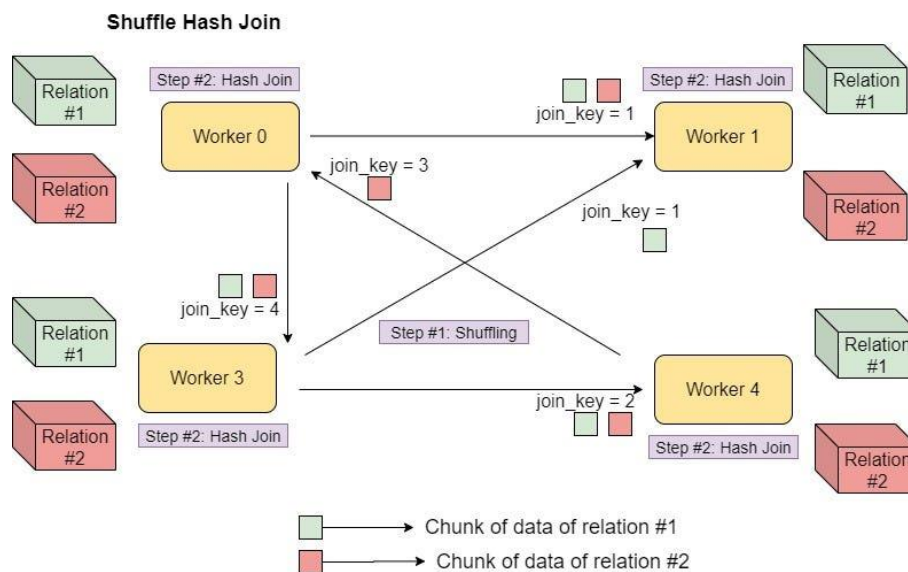 Shuffle Hash Join
Step #2: Hash Join
Step #2: Hash Join
Relation
#1
Worker 0
join_key = 1
Worker 1
Relation
#1
Relation
#2
join_key = 3
join_key = 1
Relation
#2
Relation
#1
join_key = 4
Step #1: Shuffling
Relation
#1
Worker 3
Worker 4
join_key = 2
Relation
#2
Step #2: Hash Join
Step #2: Hash Join
Relation
#2
Chunk of data of relation #1
Chunk of data of relation #2